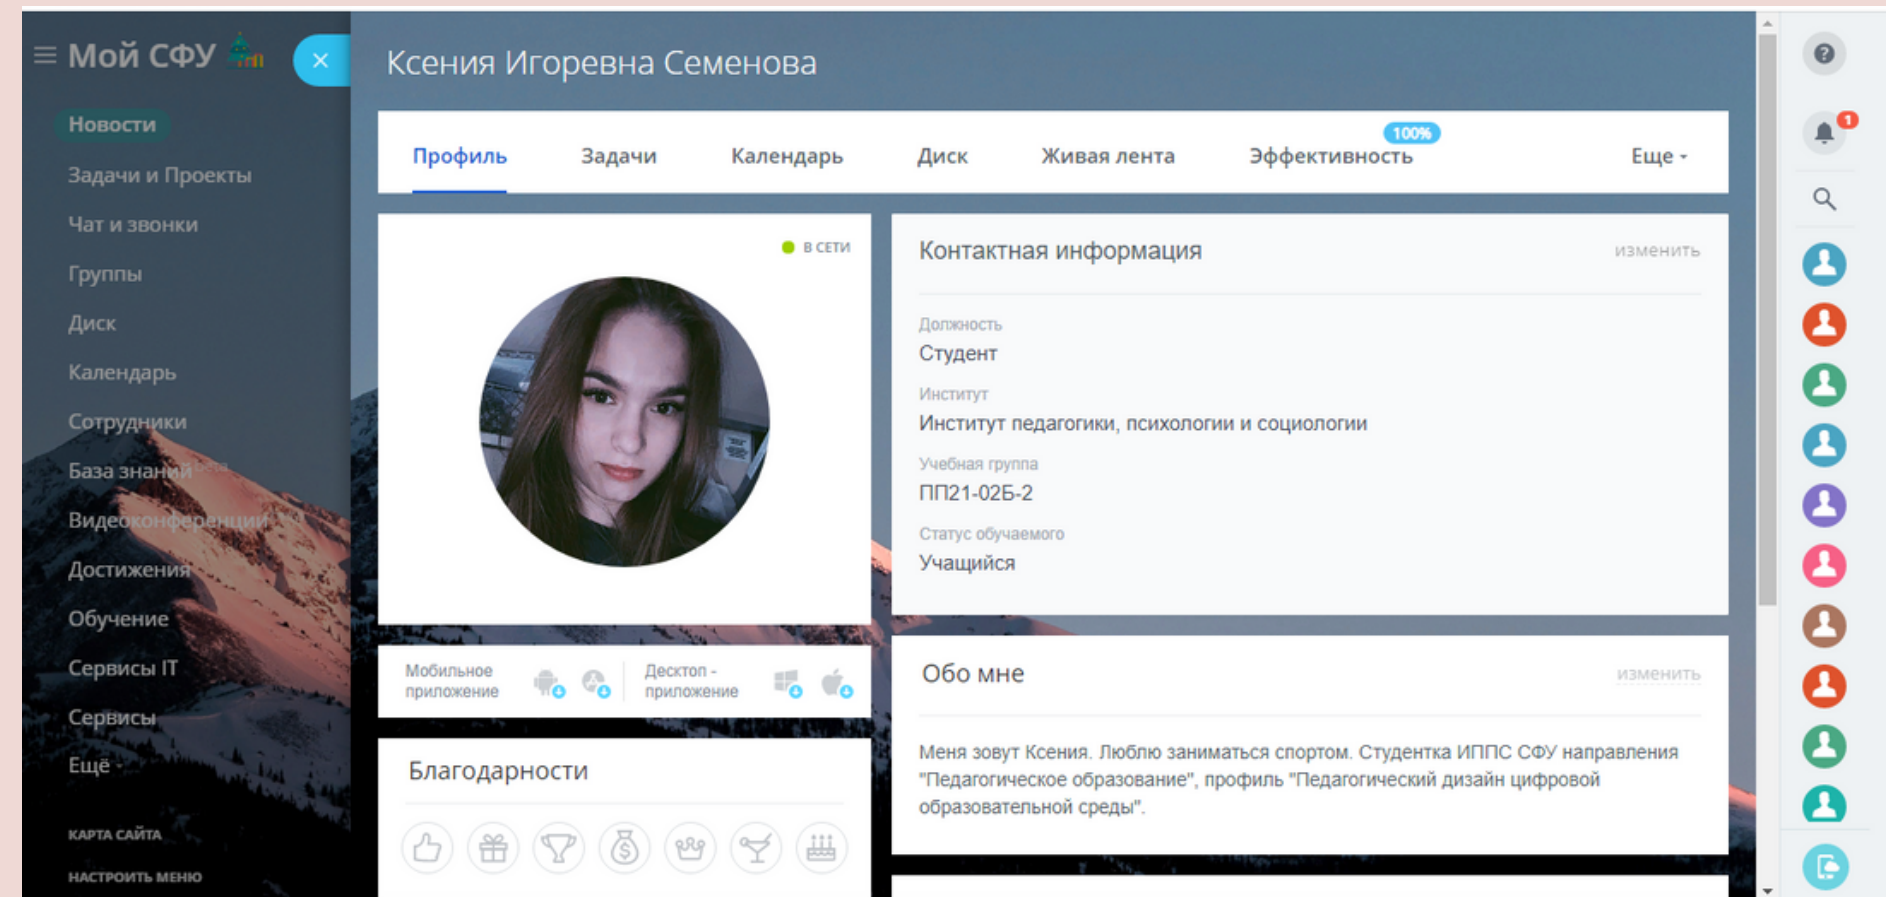 Мой СФУ
Новости
Задачи и Проекты
Чат и звонки
Группы
Диск
Календарь
Сотрудники
База знаний beta
Видеоконференции
Достижения
Обучение
Сервисы IT
Сервисы
Ещё
КАРТА САЙТА
НАСТРОИТЬ МЕНЮ
Ксения Игоревна Семенова
Профиль Задачи Календарь Диск Живая лента Эффективность 100% Еще
В СЕТИ
Мобильное приложение
Десктоп - приложение
Благодарности
Контактная информация изменить
Должность
Студент
Институт
Институт педагогики, психологии и социологии
Учебная группа
ПП21-02Б-2
Статус обучаемого
Учащийся
Обо мне изменить
Меня зовут Ксения. Люблю заниматься спортом. Студентка ИППС СФУ направления
"Педагогическое образование", профиль "Педагогический дизайн цифровой
образовательной среды".
1